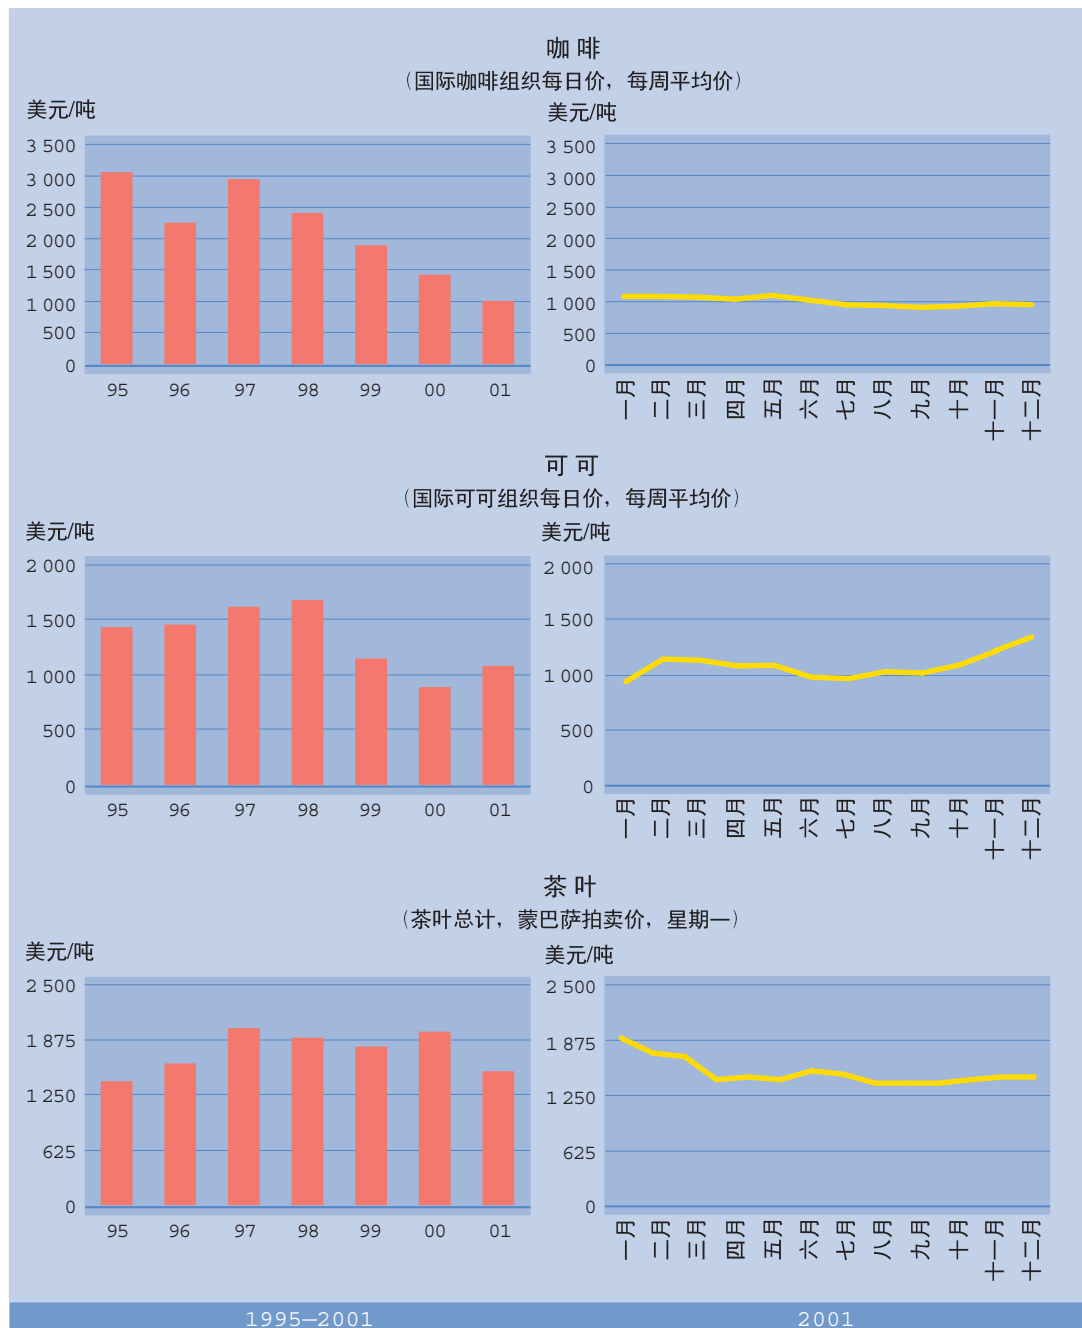 咖 啡
（国际咖啡组织每日价，每周平均价）
美元/吨
3 500
3 000
2 500
2 000
1 500
1 000
500
0
95 96 97 98 99 00 01
美元/吨
3 500
3 000
2 500
2 000
1 500
1 000
500
0
一月 二月 三月 四月 五月 六月 七月 八月 九月 十月 十一月 十二月
可 可
（国际可可组织每日价，每周平均价）
美元/吨
2 000
1 500
1 000
500
0
95 96 97 98 99 00 01
美元/吨
2 000
1 500
1 000
500
0
一月 二月 三月 四月 五月 六月 七月 八月 九月 十月 十一月 十二月
茶 叶
（茶叶总计，蒙巴萨拍卖价，星期一）
美元/吨
2 500
1 875
1 250
625
0
95 96 97 98 99 00 01
美元/吨
2 500
1 875
1 250
625
0
一月 二月 三月 四月 五月 六月 七月 八月 九月 十月 十一月 十二月
1995—2001
2001